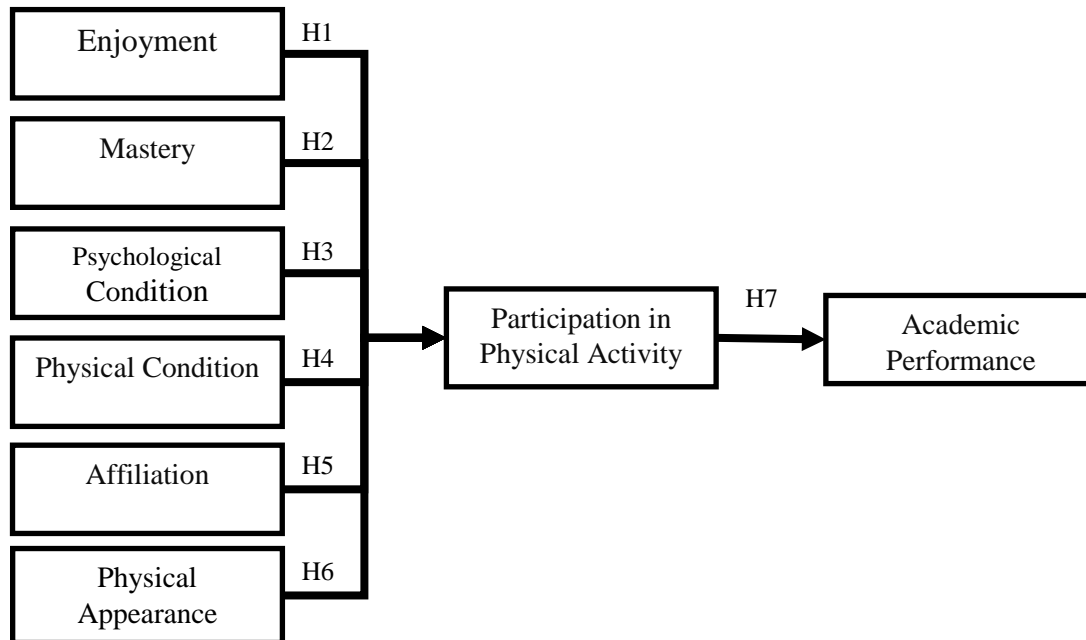 Enjoyment
H1
Mastery
H2
Psychological
Condition
H3
Physical Condition
H4
Affiliation
H5
Physical
Appearance
H6
Participation in
Physical Activity
H7
Academic
Performance